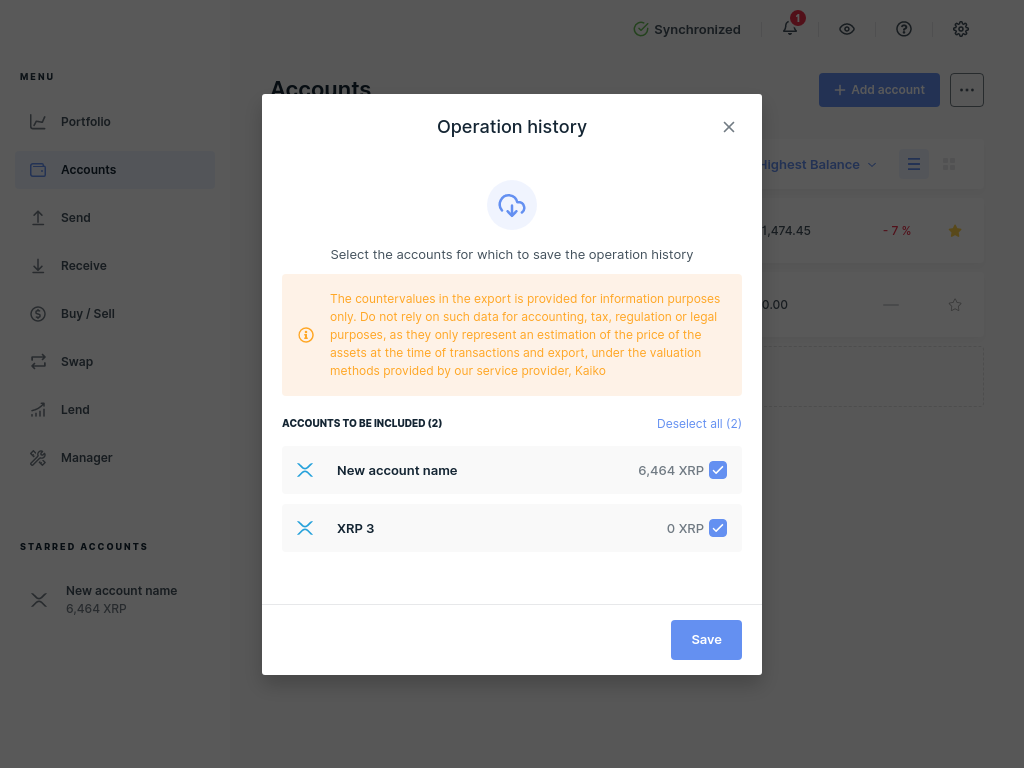 Synchronized
1
MENU
Portfolio
Accounts
Send
Receive
Buy / Sell
Swap
Lend
Manager
STARRED ACCOUNTS
New account name
6,464 XRP
Accounts
Add account
Highest Balance
1,474.45
- 7 %
0.00
—
Operation history
Select the accounts for which to save the operation history
The countervalues in the export is provided for information purposes
only. Do not rely on such data for accounting, tax, regulation or legal
purposes, as they only represent an estimation of the price of the
assets at the time of transactions and export, under the valuation
methods provided by our service provider, Kaiko
ACCOUNTS TO BE INCLUDED (2)
Deselect all (2)
New account name
6,464 XRP
XRP 3
0 XRP
Save